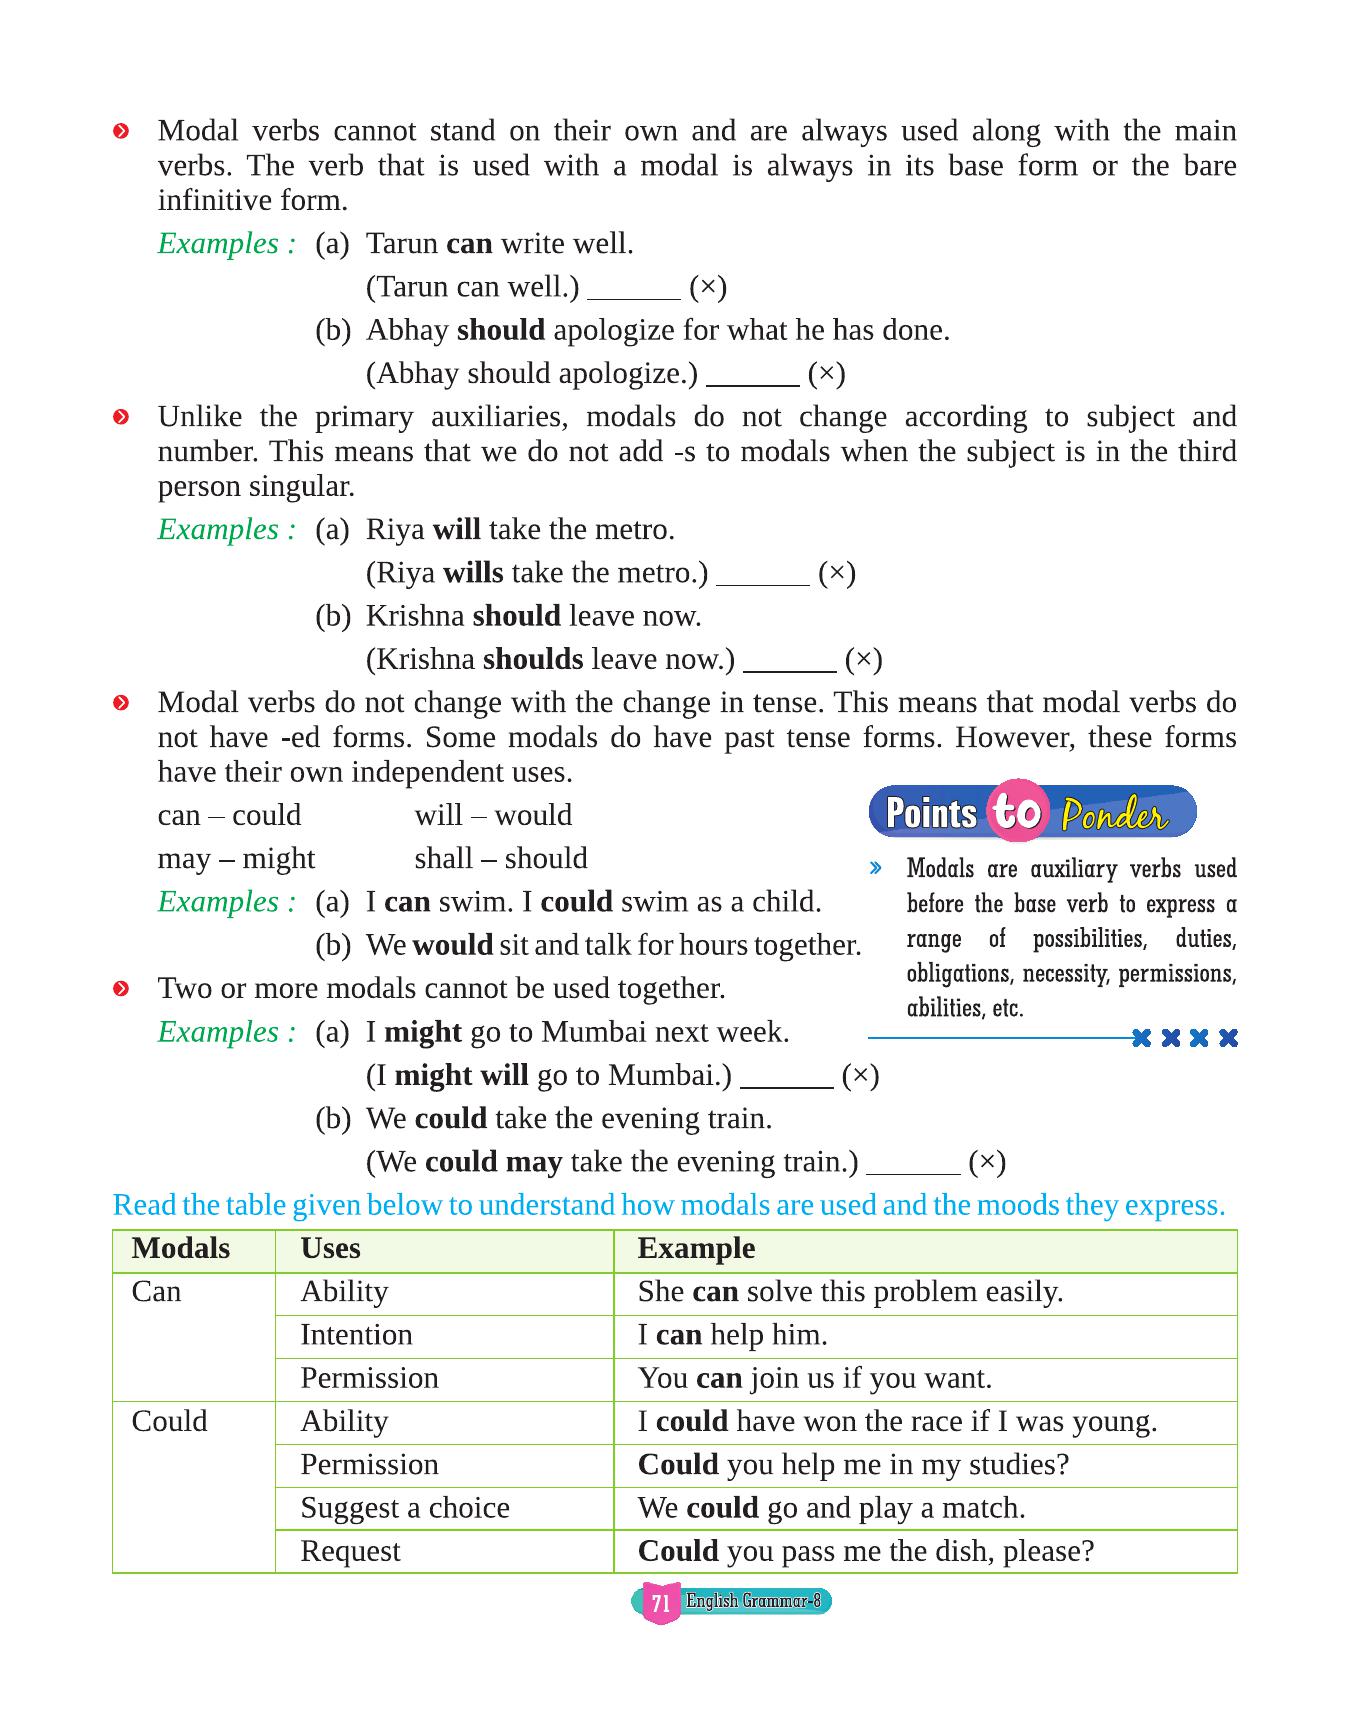 Modal verbs cannot stand on their own and are always used along with the main
verbs. The verb that is used with a modal is always in its base form or the bare
infinitive form.
Examples : (a) Tarun can write well.
(Tarun can well.) ______ (×)
(b) Abhay should apologize for what he has done.
(Abhay should apologize.) ______ (×)
Unlike the primary auxiliaries, modals do not change according to subject and
number. This means that we do not add -s to modals when the subject is in the third
person singular.
Examples : (a) Riya will take the metro.
(Riya wills take the metro.) ______ (×)
(b) Krishna should leave now.
(Krishna shoulds leave now.) ______ (×)
Modal verbs do not change with the change in tense. This means that modal verbs do
not have -ed forms. Some modals do have past tense forms. However, these forms
have their own independent uses.
can – could will – would
may – might shall – should
Examples : (a) I can swim. I could swim as a child.
(b) We would sit and talk for hours together.
Points to Ponder
» Modals are auxiliary verbs used
before the base verb to express a
range of possibilities, duties,
obligations, necessity, permissions,
abilities, etc.
Two or more modals cannot be used together.
Examples : (a) I might go to Mumbai next week.
(I might will go to Mumbai.) ______ (×)
(b) We could take the evening train.
(We could may take the evening train.) ______ (×)
Read the table given below to understand how modals are used and the moods they express.
Modals Uses Example
Can Ability She can solve this problem easily.
Intention I can help him.
Permission You can join us if you want.
Could Ability I could have won the race if I was young.
Permission Could you help me in my studies?
Suggest a choice We could go and play a match.
Request Could you pass me the dish, please?
71 English Grammar-8